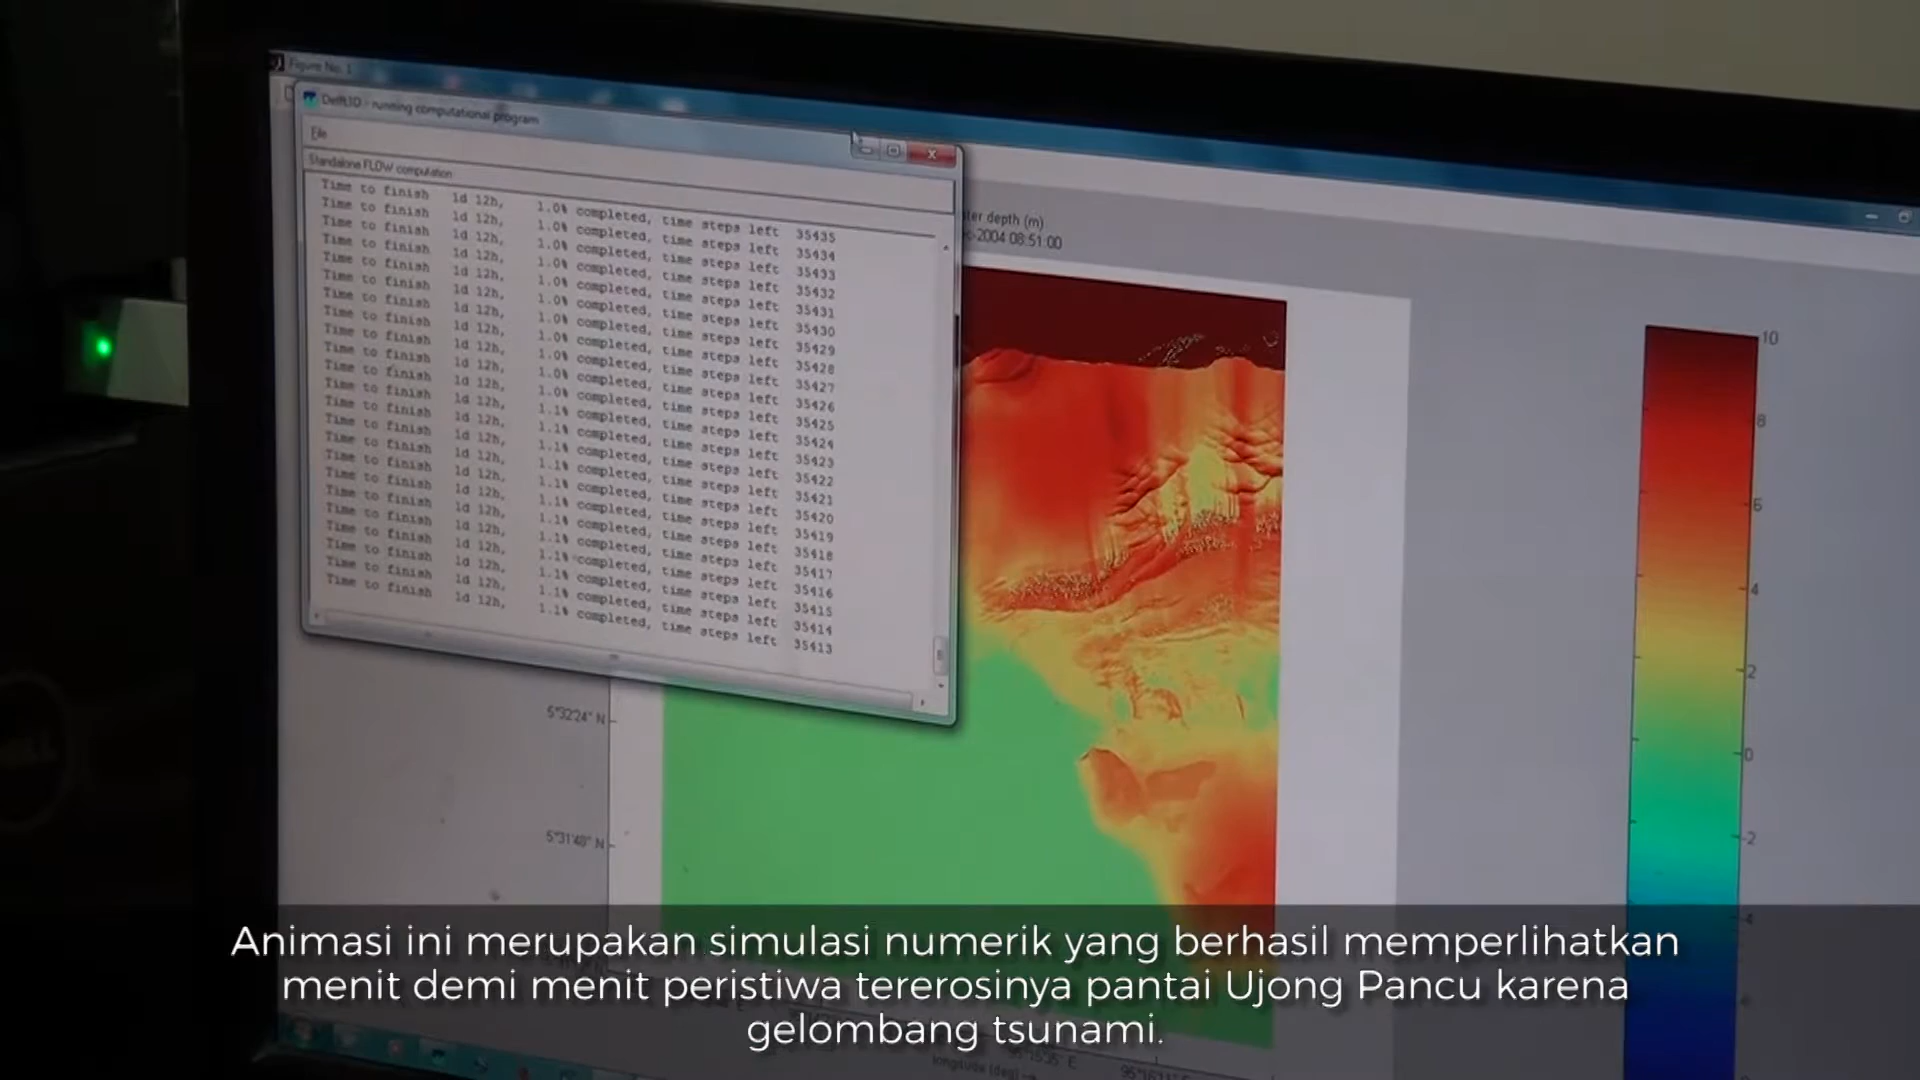 Figure No. 1
Delft3D - running computational program
File
Standalone FLOW computation
Time to finish 1d 12h, 1.0% completed, time steps left 35435
Time to finish 1d 12h, 1.0% completed, time steps left 35434
Time to finish 1d 12h, 1.0% completed, time steps left 35433
Time to finish 1d 12h, 1.0% completed, time steps left 35432
Time to finish 1d 12h, 1.0% completed, time steps left 35431
Time to finish 1d 12h, 1.0% completed, time steps left 35430
Time to finish 1d 12h, 1.0% completed, time steps left 35429
Time to finish 1d 12h, 1.0% completed, time steps left 35428
Time to finish 1d 12h, 1.0% completed, time steps left 35427
Time to finish 1d 12h, 1.0% completed, time steps left 35426
Time to finish 1d 12h, 1.0% completed, time steps left 35425
Time to finish 1d 12h, 1.1% completed, time steps left 35424
Time to finish 1d 12h, 1.1% completed, time steps left 35423
Time to finish 1d 12h, 1.1% completed, time steps left 35422
Time to finish 1d 12h, 1.1% completed, time steps left 35421
Time to finish 1d 12h, 1.1% completed, time steps left 35420
Time to finish 1d 12h, 1.1% completed, time steps left 35419
Time to finish 1d 12h, 1.1% completed, time steps left 35418
Time to finish 1d 12h, 1.1% completed, time steps left 35417
Time to finish 1d 12h, 1.1% completed, time steps left 35416
Time to finish 1d 12h, 1.1% completed, time steps left 35415
Time to finish 1d 12h, 1.1% completed, time steps left 35414
Time to finish 1d 12h, 1.1% completed, time steps left 35413
depth (m)
2004 08:51:00
10
8
6
4
2
0
-2
-4
5°32'24" N
5°31'48" N
longitude (deg)
Animasi ini merupakan simulasi numerik yang berhasil memperlihatkan
menit demi menit peristiwa tererosinya pantai Ujong Pancu karena
gelombang tsunami.